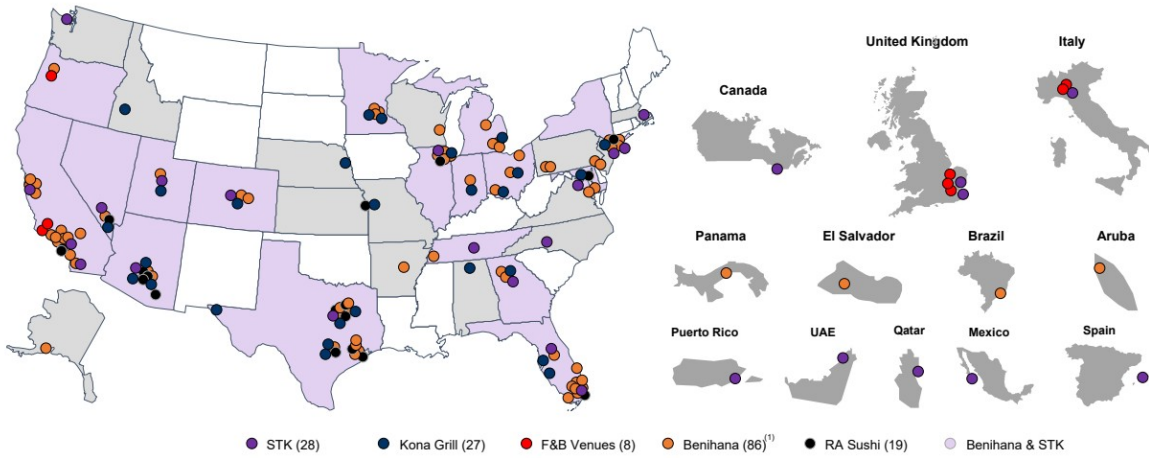 United Kingdom
Italy
Canada
Panama
El Salvador
Brazil
Aruba
Puerto Rico
UAE
Qatar
Mexico
Spain
STK (28)
Kona Grill (27)
F&B Venues (8)
Benihana (86)(1)
RA Sushi (19)
Benihana & STK